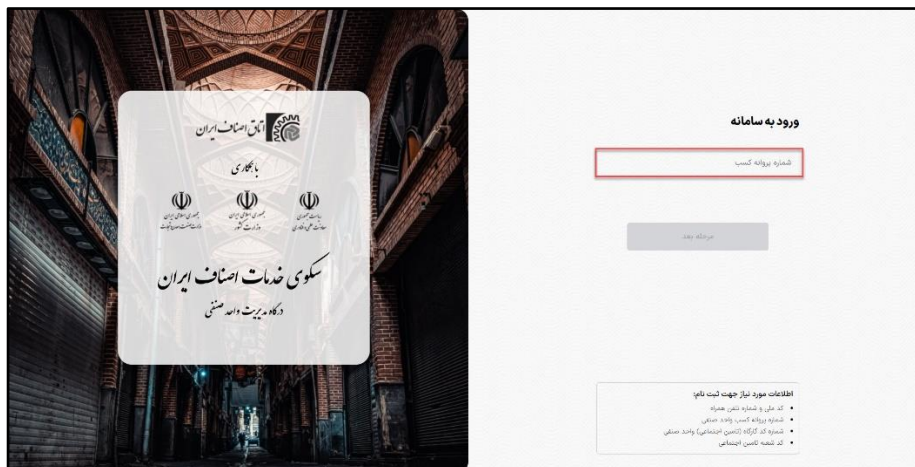 اتاق اصناف ایران
با همکاری
ریاست جمهوری
معاونت علمی و فناوری
جمهوری اسلامی ایران
وزارت کشور
جمهوری اسلامی ایران
وزارت صنعت، معدن و تجارت
سکوی خدمات اصناف ایران
درگاه مدیریت واحد صنفی
ورود به سامانه
شماره پروانه کسب
مرحله بعد
اطلاعات مورد نیاز جهت ثبت نام:
کد ملی و شماره تلفن همراه
شماره پروانه کسب واحد صنفی
شماره کد کارگاه (تامین اجتماعی) واحد صنفی
کد شعبه تامین اجتماعی